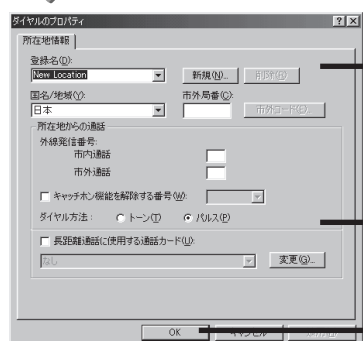 ダイヤルのプロパティ
所在地情報
登録名(D):
New Location 新規(N)... 削除(R)
国名/地域(Y): 市外局番(C):
日本
所在地からの通話
外線発信番号:
市内通話
市外通話
キャッチホン機能を解除する番号(W):
ダイヤル方法: トーン(T) パルス(P)
長距離通話に使用する通話カード(U):
なし 変更(G)...
OK